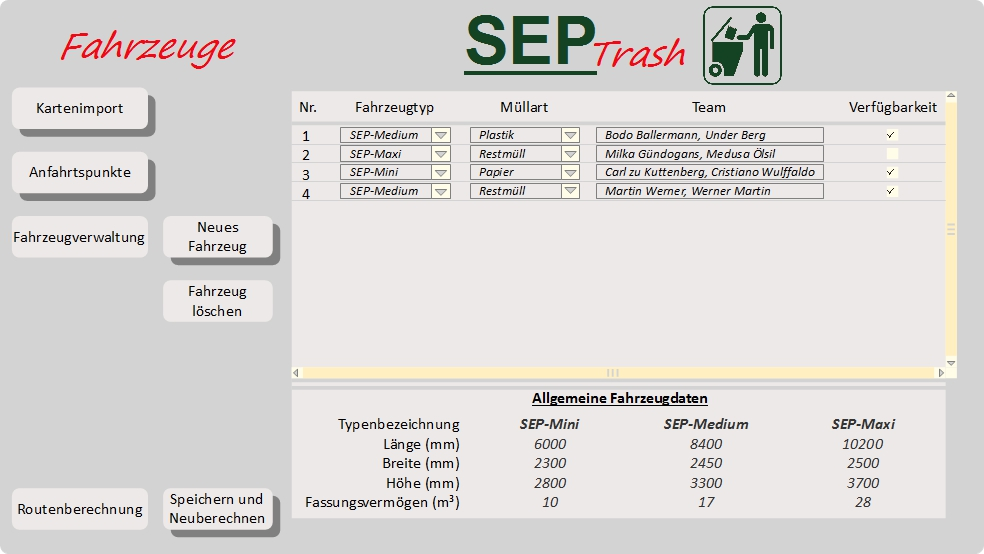 Fahrzeuge
SEP Trash
Kartenimport
Anfahrtspunkte
Fahrzeugverwaltung
Neues
Fahrzeug
Fahrzeug
löschen
Routenberechnung
Speichern und
Neuberechnen
Nr. Fahrzeugtyp Müllart Team Verfügbarkeit
1 SEP-Medium Plastik Bodo Ballermann, Under Berg
2 SEP-Maxi Restmüll Milka Gündogans, Medusa Ölsil
3 SEP-Mini Papier Carl zu Kuttenberg, Cristiano Wulffaldo
4 SEP-Medium Restmüll Martin Werner, Werner Martin
Allgemeine Fahrzeugdaten
Typenbezeichnung SEP-Mini SEP-Medium SEP-Maxi
Länge (mm) 6000 8400 10200
Breite (mm) 2300 2450 2500
Höhe (mm) 2800 3300 3700
Fassungsvermögen (m³) 10 17 28